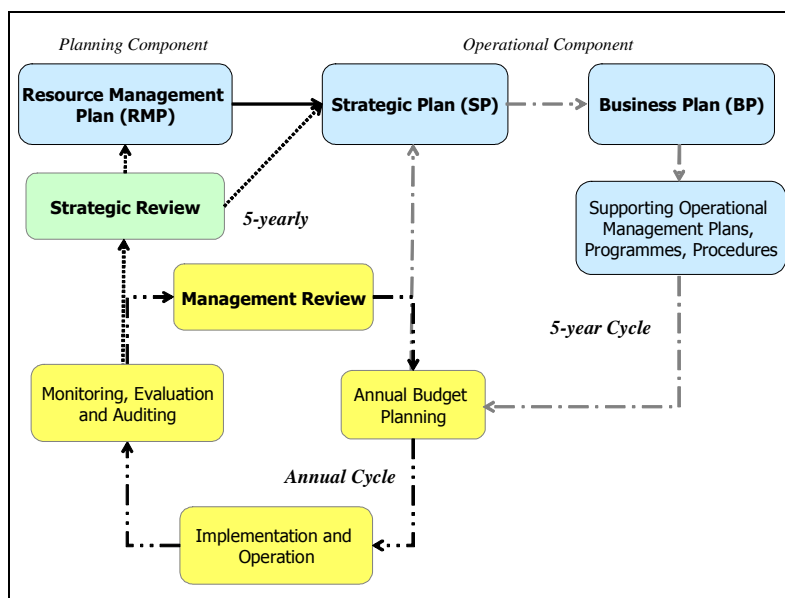 Planning Component
Operational Component
Resource Management
Plan (RMP)
Strategic Plan (SP)
Business Plan (BP)
Strategic Review
5-yearly
Supporting Operational
Management Plans,
Programmes, Procedures
Management Review
5-year Cycle
Monitoring, Evaluation
and Auditing
Annual Budget
Planning
Annual Cycle
Implementation and
Operation